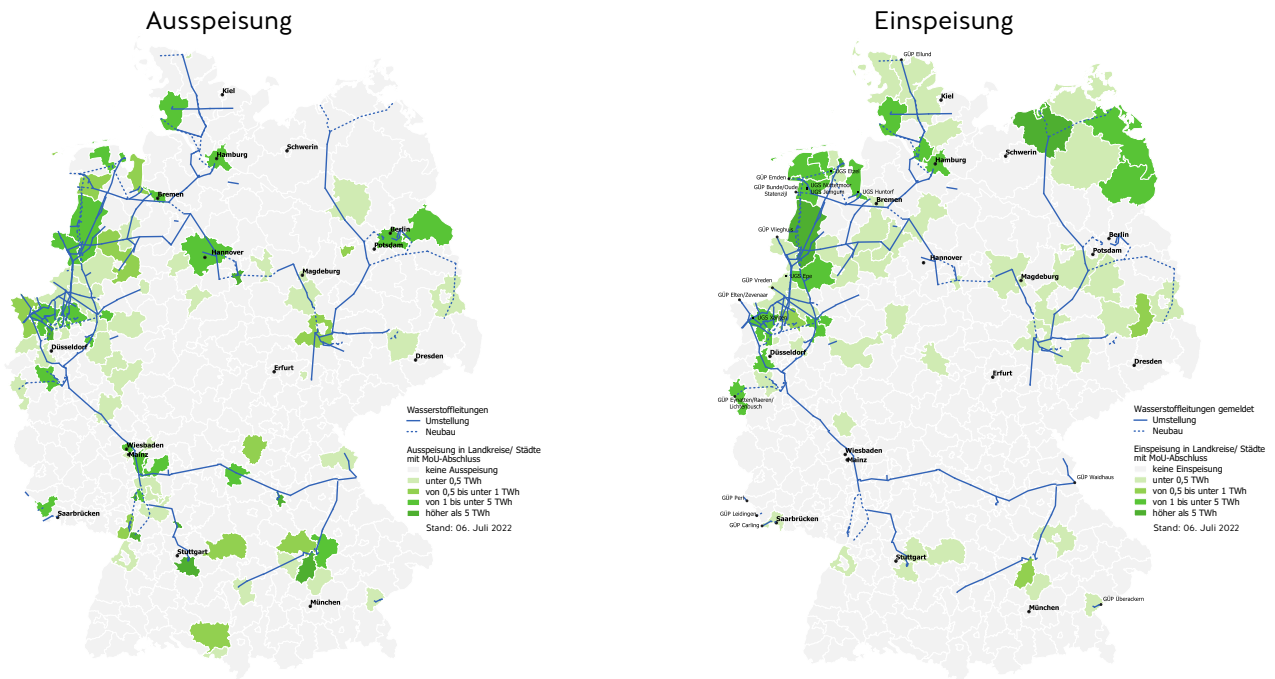 Ausspeisung
Kiel
Schwerin
Hamburg
Bremen
Berlin
Potsdam
Hannover
Magdeburg
Düsseldorf
Dresden
Erfurt
Wiesbaden
Mainz
Saarbrücken
Stuttgart
München
Wasserstoffleitungen
Umstellung
Neubau
Ausspeisung in Landkreise/ Städte
mit MoU-Abschluss
keine Ausspeisung
unter 0,5 TWh
von 0,5 bis unter 1 TWh
von 1 bis unter 5 TWh
höher als 5 TWh
Stand: 06. Juli 2022
Einspeisung
GÜP Ellund
Kiel
Schwerin
Hamburg
UGS Etzel
GÜP Emden
UGS Nüttermoor
GÜP Bunde/Oude
Statenzijl
UGS Jemgum
UGS Huntorf
Bremen
GÜP Vlieghuis
Berlin
Potsdam
Hannover
UGS Epe
Magdeburg
GÜP Vreden
GÜP Elten/Zevenaar
UGS Xanten
Düsseldorf
Dresden
Erfurt
GÜP Eynatten/Raeren/
Lichtenbusch
Wiesbaden
Mainz
GÜP Waidhaus
GÜP Perl
GÜP Leidingen
GÜP Carling
Saarbrücken
Stuttgart
GÜP Überackern
München
Wasserstoffleitungen gemeldet
Umstellung
Neubau
Einspeisung in Landkreise/ Städte
mit MoU-Abschluss
keine Einspeisung
unter 0,5 TWh
von 0,5 bis unter 1 TWh
von 1 bis unter 5 TWh
höher als 5 TWh
Stand: 06. Juli 2022